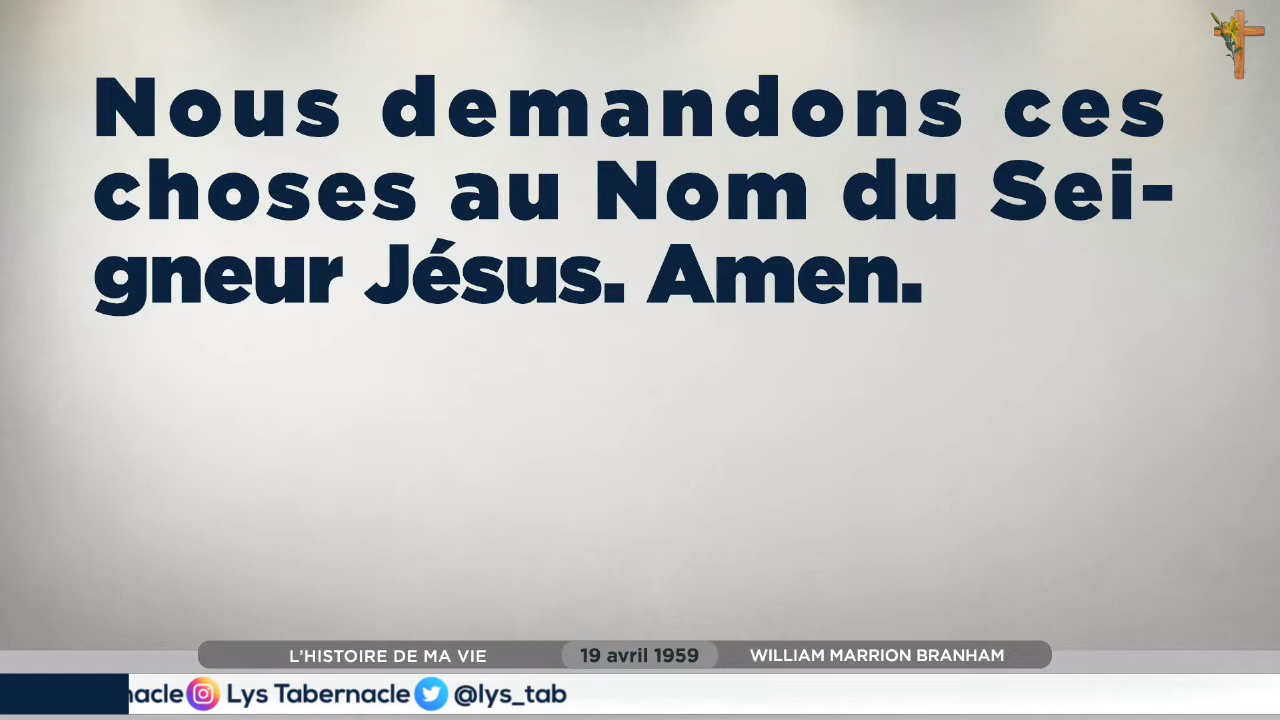 Nous demandons ces
choses au Nom du Sei-
gneur Jésus. Amen.
L'HISTOIRE DE MA VIE 19 avril 1959 WILLIAM MARRION BRANHAM
nacle Lys Tabernacle @lys_tab